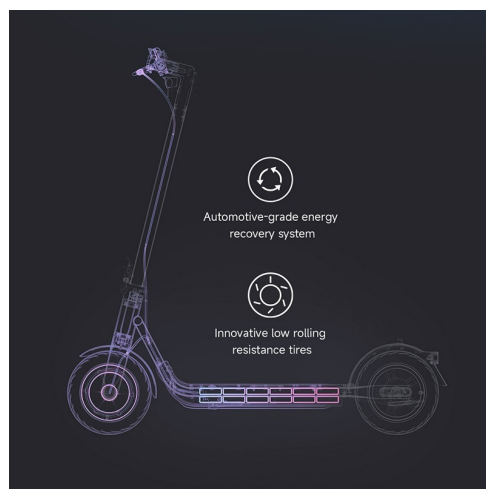 Automotive-grade energy
recovery system
Innovative low rolling
resistance tires